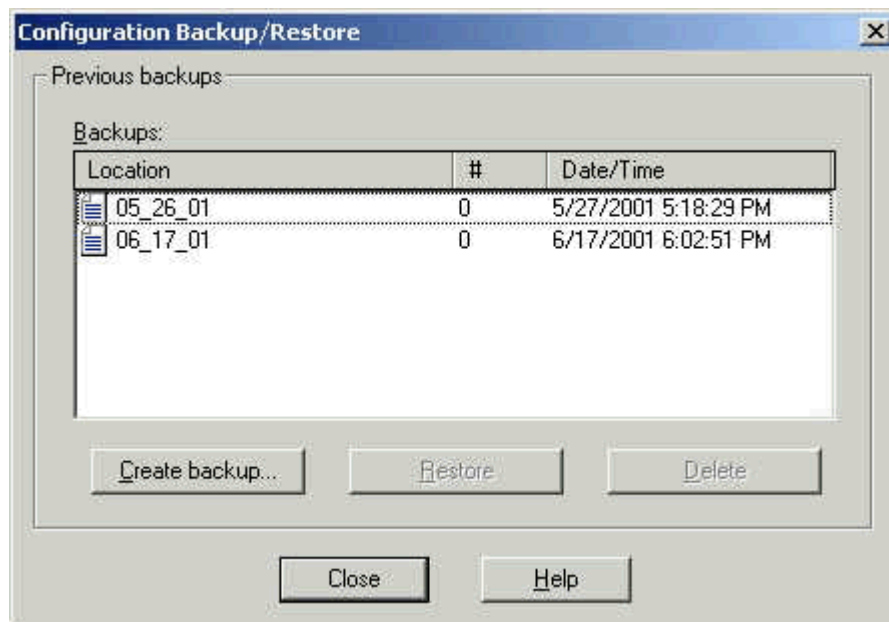 Configuration Backup/Restore
Previous backups
Backups:
Location # Date/Time
05_26_01 0 5/27/2001 5:18:29 PM
06_17_01 0 6/17/2001 6:02:51 PM
Create backup... Restore Delete
Close Help